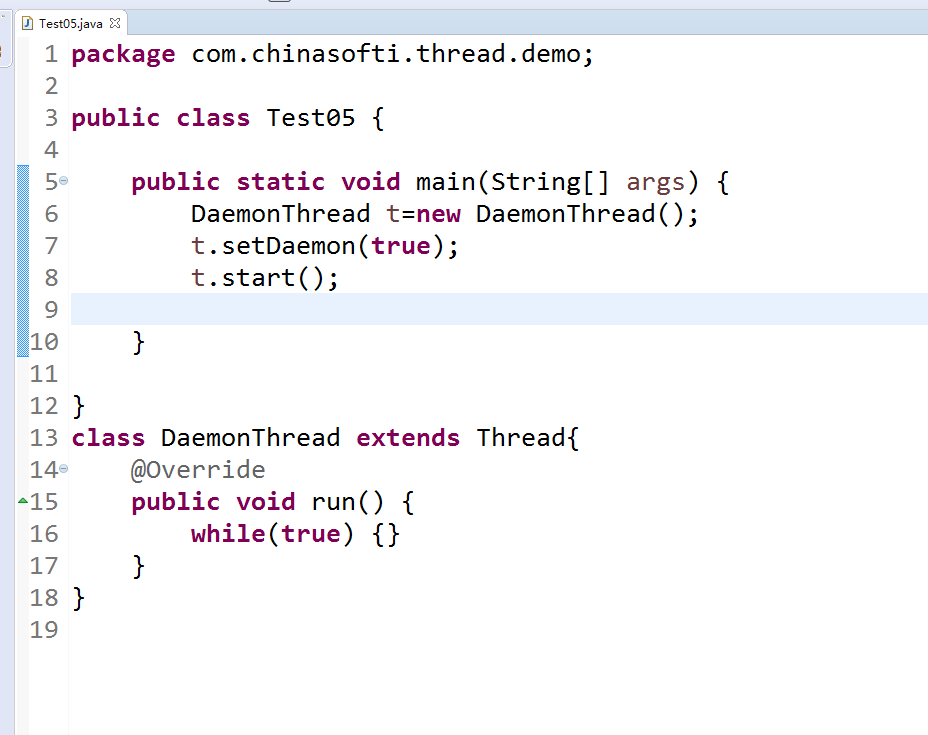 Test05.java
1 package com.chinasofti.thread.demo;
2
3 public class Test05 {
4
5     public static void main(String[] args) {
6         DaemonThread t=new DaemonThread();
7         t.setDaemon(true);
8         t.start();
9
10     }
11
12 }
13 class DaemonThread extends Thread{
14     @Override
15     public void run() {
16         while(true) {}
17     }
18 }
19